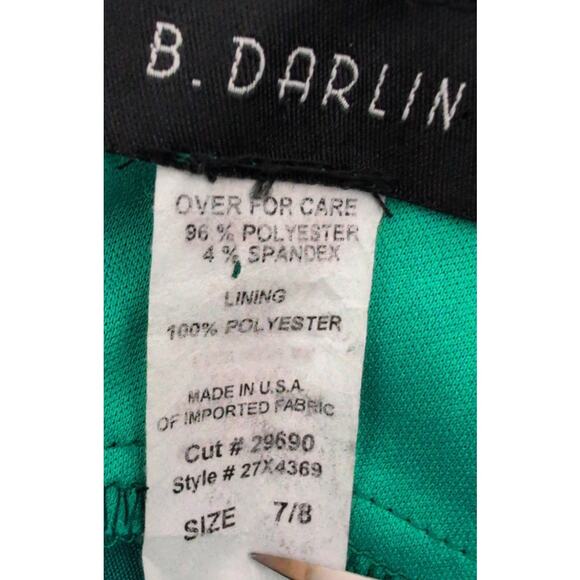 B. DARLIN
OVER FOR CARE
96 % POLYESTER
4 % SPANDEX
LINING
100% POLYESTER
MADE IN U.S.A
OF IMPORTED FABRIC
Cut # 29690
Style # 27X4369
SIZE 7/8